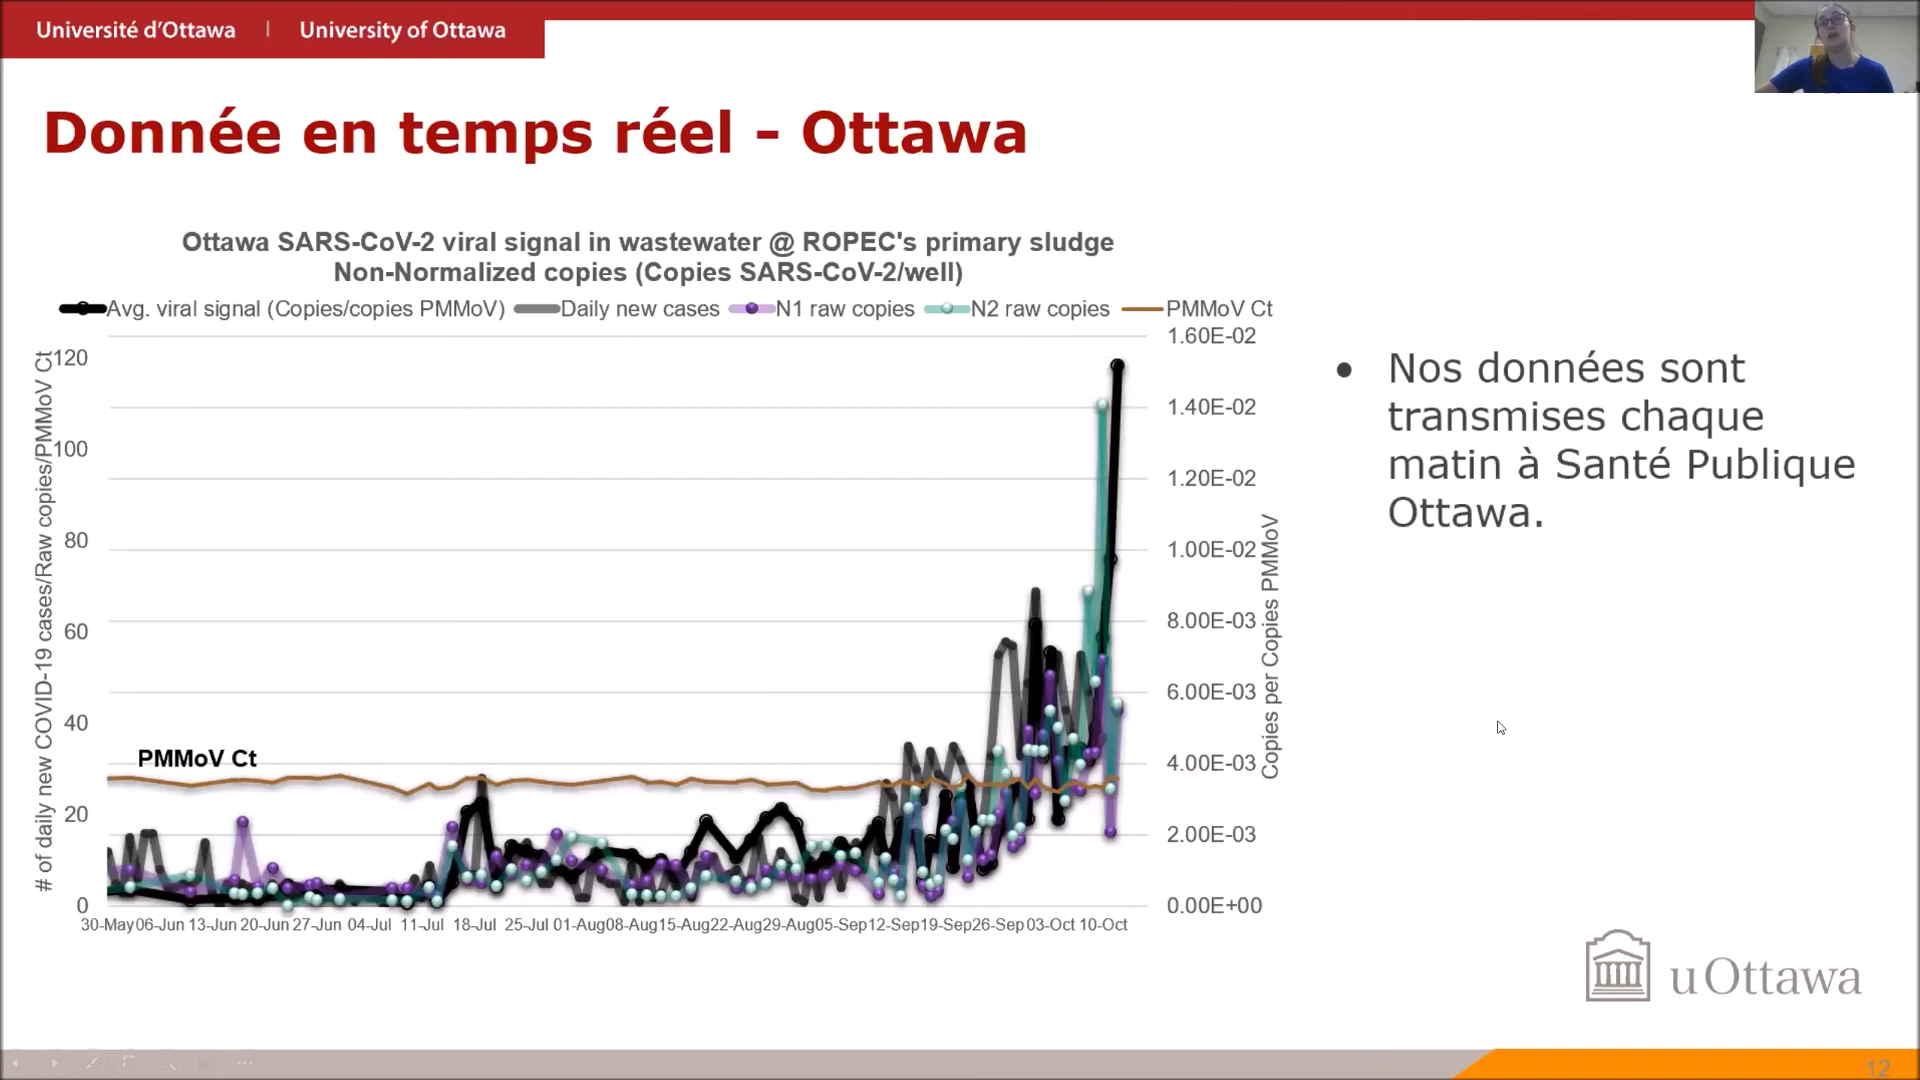 Université d'Ottawa | University of Ottawa
Donnée en temps réel - Ottawa
Ottawa SARS-CoV-2 viral signal in wastewater @ ROPEC's primary sludge
Non-Normalized copies (Copies SARS-CoV-2/well)
Avg. viral signal (Copies/copies PMMoV) Daily new cases N1 raw copies N2 raw copies PMMoV Ct
# of daily new COVID-19 cases/Raw copies/PMMoV Ct
120
100
80
60
40
20
0
PMMoV Ct
1.60E-02
1.40E-02
1.20E-02
1.00E-02
8.00E-03
6.00E-03
4.00E-03
2.00E-03
0.00E+00
Copies per Copies PMMoV
30-May 06-Jun 13-Jun 20-Jun 27-Jun 04-Jul 11-Jul 18-Jul 25-Jul 01-Aug 08-Aug 15-Aug 22-Aug 29-Aug 05-Sep 12-Sep 19-Sep 26-Sep 03-Oct 10-Oct
• Nos données sont
transmises chaque
matin à Santé Publique
Ottawa.
uOttawa
12